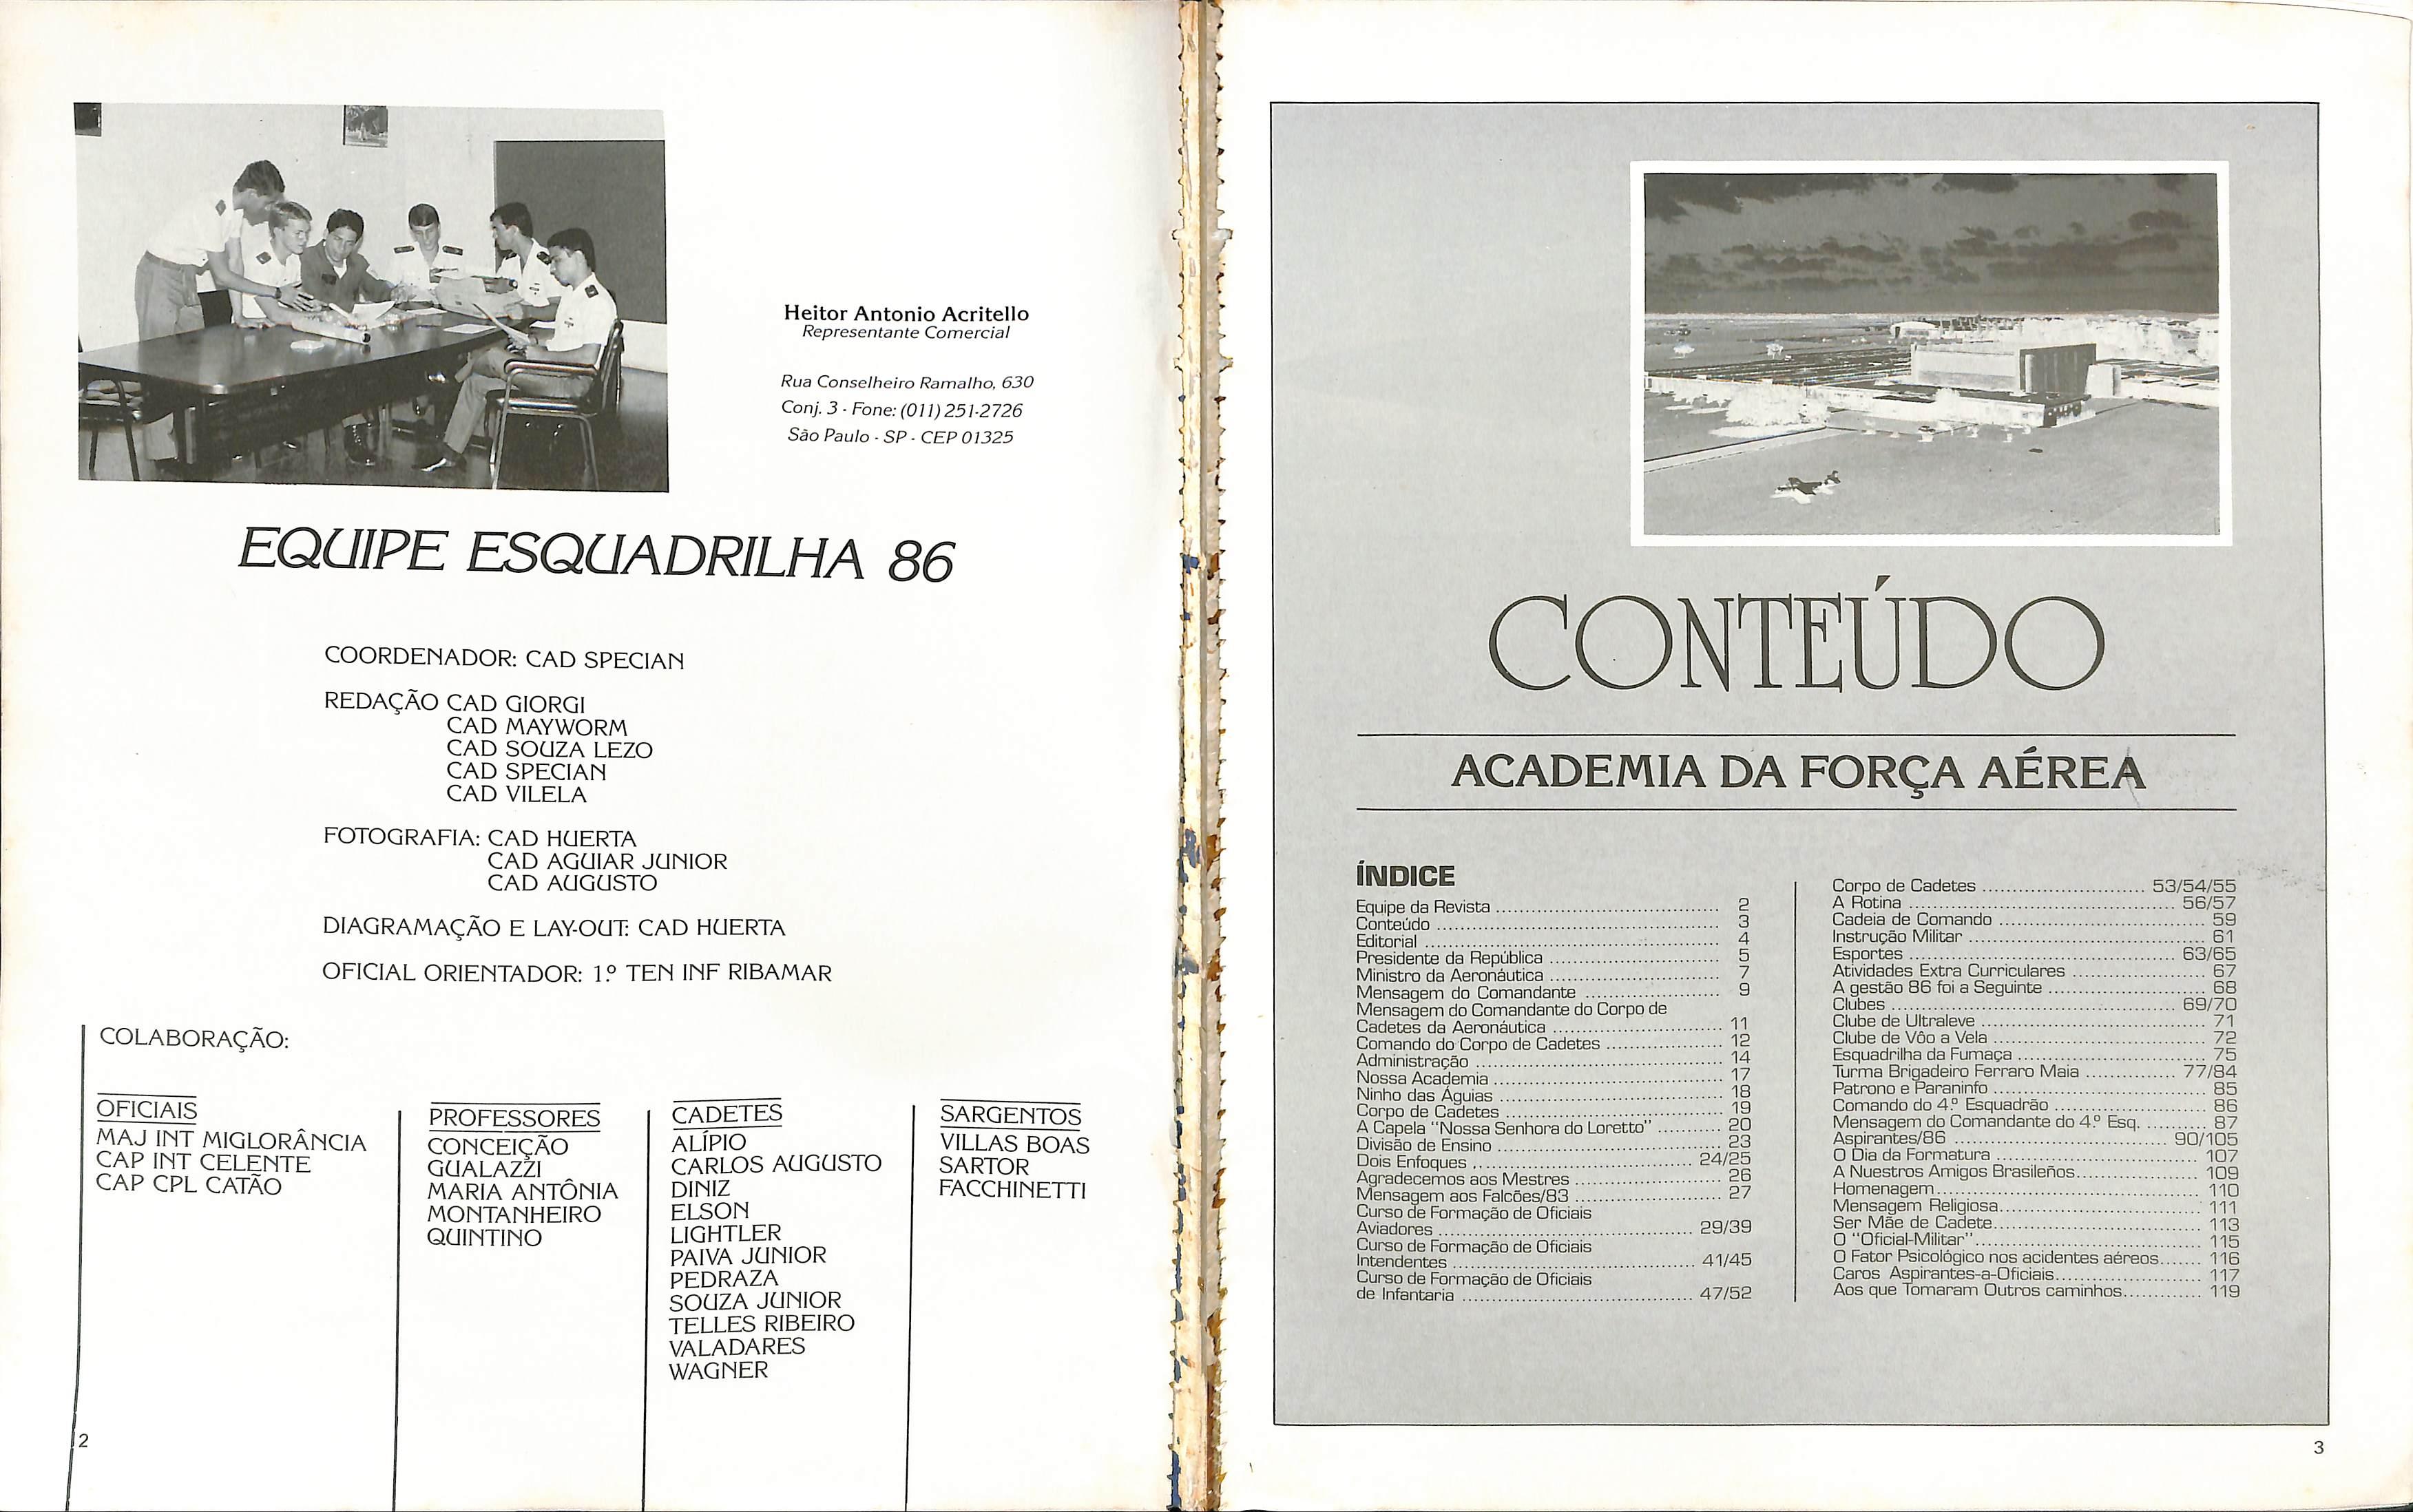 Heitor Antonio Acritello
Representante Comercial
Rua Conselheiro Ramalho, 630
Conj. 3 - Fone: (011) 251-2726
São Paulo - SP - CEP 01325
EQUIPE ESQUADRILHA 86
COORDENADOR: CAD SPECIAN
REDAÇÃO CAD GIORGI
CAD MAYWORM
CAD SOUZA LEZO
CAD SPECIAN
CAD VILELA
FOTOGRAFIA: CAD HUERTA
CAD AGUIAR JUNIOR
CAD AUGUSTO
DIAGRAMAÇÃO E LAY-OUT: CAD HUERTA
OFICIAL ORIENTADOR: 1º TEN INF RIBAMAR
COLABORAÇÃO:
OFICIAIS
MAJ INT MIGLORÂNCIA
CAP INT CELENTE
CAP CPL CATÃO
PROFESSORES
CONCEIÇÃO
GUALAZZI
MARIA ANTÔNIA
MONTANHEIRO
QUINTINO
CADETES
ALÍPIO
CARLOS AUGUSTO
DINIZ
ELSON
LIGHTLER
PAIVA JUNIOR
PEDRAZA
SOUZA JUNIOR
TELLES RIBEIRO
VALADARES
WAGNER
SARGENTOS
VILLAS BOAS
SARTOR
FACCHINETTI
2
CONTEÚDO
ACADEMIA DA FORÇA AÉREA
ÍNDICE
Equipe da Revista ........ 2
Conteúdo ........ 3
Editorial ........ 4
Presidente da República ........ 5
Ministro da Aeronáutica ........ 7
Mensagem do Comandante ........ 9
Mensagem do Comandante do Corpo de
Cadetes da Aeronáutica ........ 11
Comando do Corpo de Cadetes ........ 12
Administração ........ 14
Nossa Academia ........ 17
Ninho das Águias ........ 18
Corpo de Cadetes ........ 19
A Capela "Nossa Senhora do Loretto" ........ 20
Divisão de Ensino ........ 23
Dois Enfoques ........ 24/25
Agradecemos aos Mestres ........ 26
Mensagem aos Falcões/83 ........ 27
Curso de Formação de Oficiais
Aviadores ........ 29/39
Curso de Formação de Oficiais
Intendentes ........ 41/45
Curso de Formação de Oficiais
de Infantaria ........ 47/52
Corpo de Cadetes ........ 53/54/55
A Rotina ........ 56/57
Cadeia de Comando ........ 59
Instrução Militar ........ 61
Esportes ........ 63/65
Atividades Extra Curriculares ........ 67
A gestão 86 foi a Seguinte ........ 68
Clubes ........ 69/70
Clube de Ultraleve ........ 71
Clube de Vôo a Vela ........ 72
Esquadrilha da Fumaça ........ 75
Turma Brigadeiro Ferraro Maia ........ 77/84
Patrono e Paraninfo ........ 85
Comando do 4.º Esquadrão ........ 86
Mensagem do Comandante do 4.º Esq. ........ 87
Aspirantes/86 ........ 90/105
O Dia da Formatura ........ 107
A Nuestros Amigos Brasileños ........ 109
Homenagem ........ 110
Mensagem Religiosa ........ 111
Ser Mãe de Cadete ........ 113
O "Oficial-Militar" ........ 115
O Fator Psicológico nos acidentes aéreos ........ 116
Caros Aspirantes-a-Oficiais ........ 117
Aos que Tomaram Outros caminhos ........ 119
3